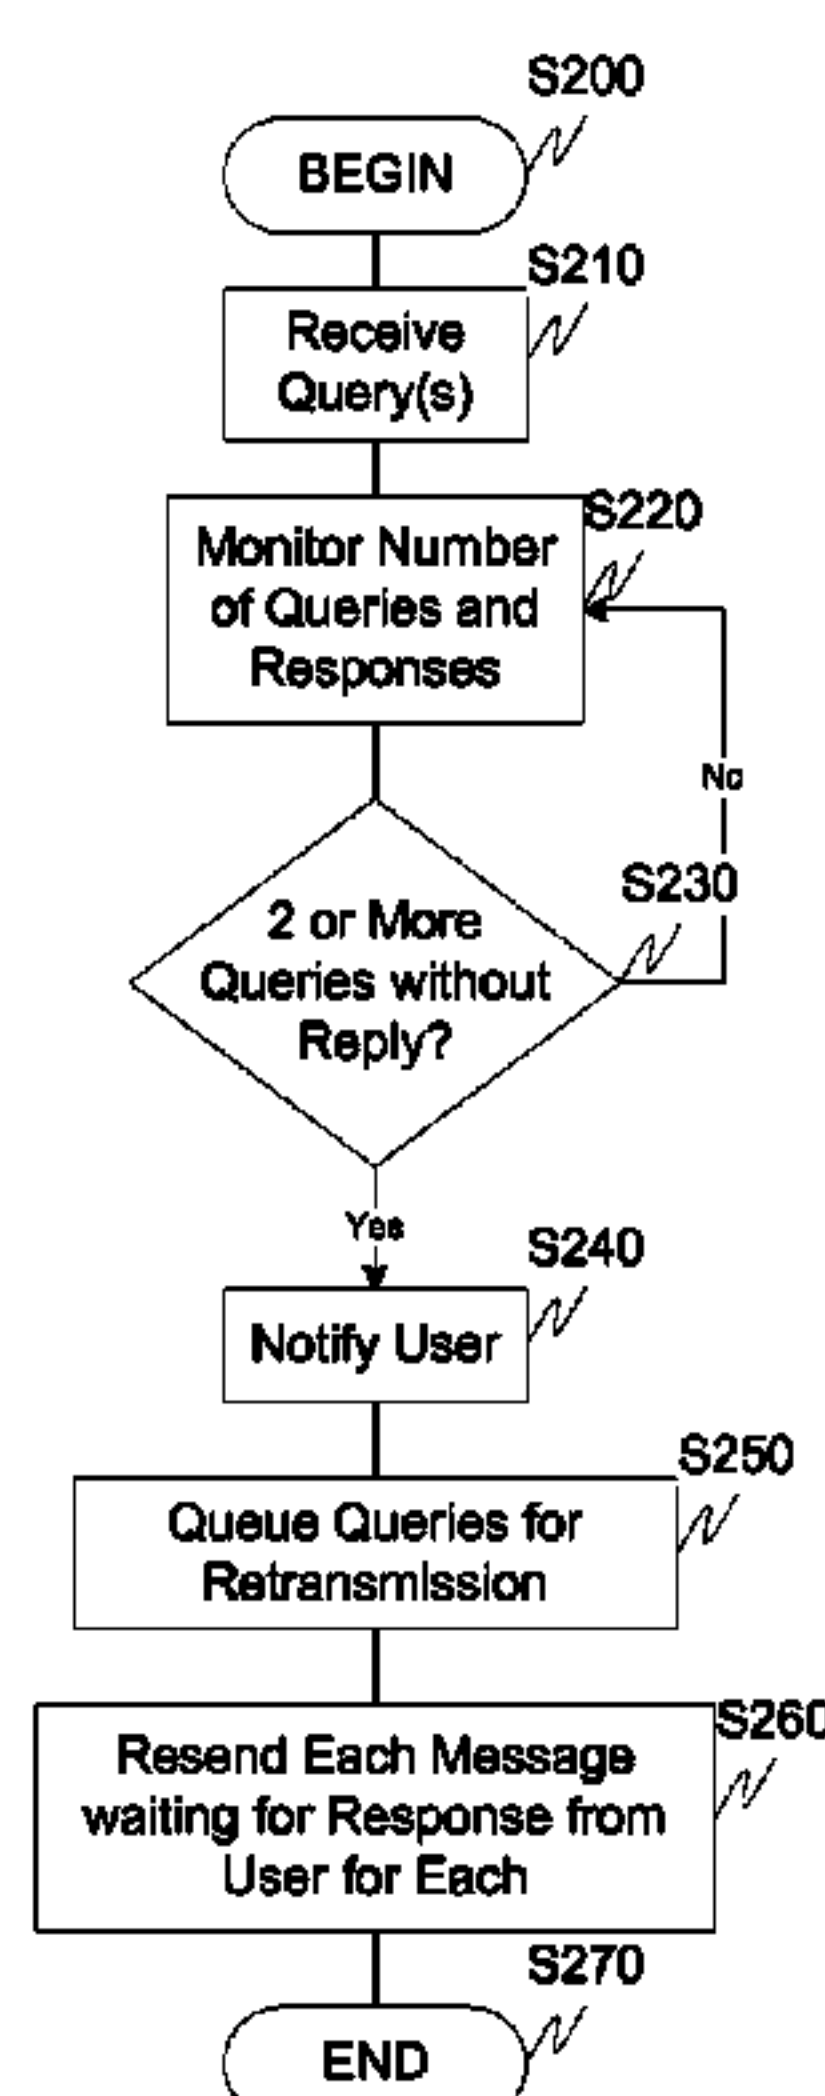 S200
BEGIN
S210
Receive
Query(s)
S220
Monitor Number
of Queries and
Responses
No
S230
2 or More
Queries without
Reply?
Yes
S240
Notify User
S250
Queue Queries for
Retransmission
S260
Resend Each Message
waiting for Response from
User for Each
S270
END